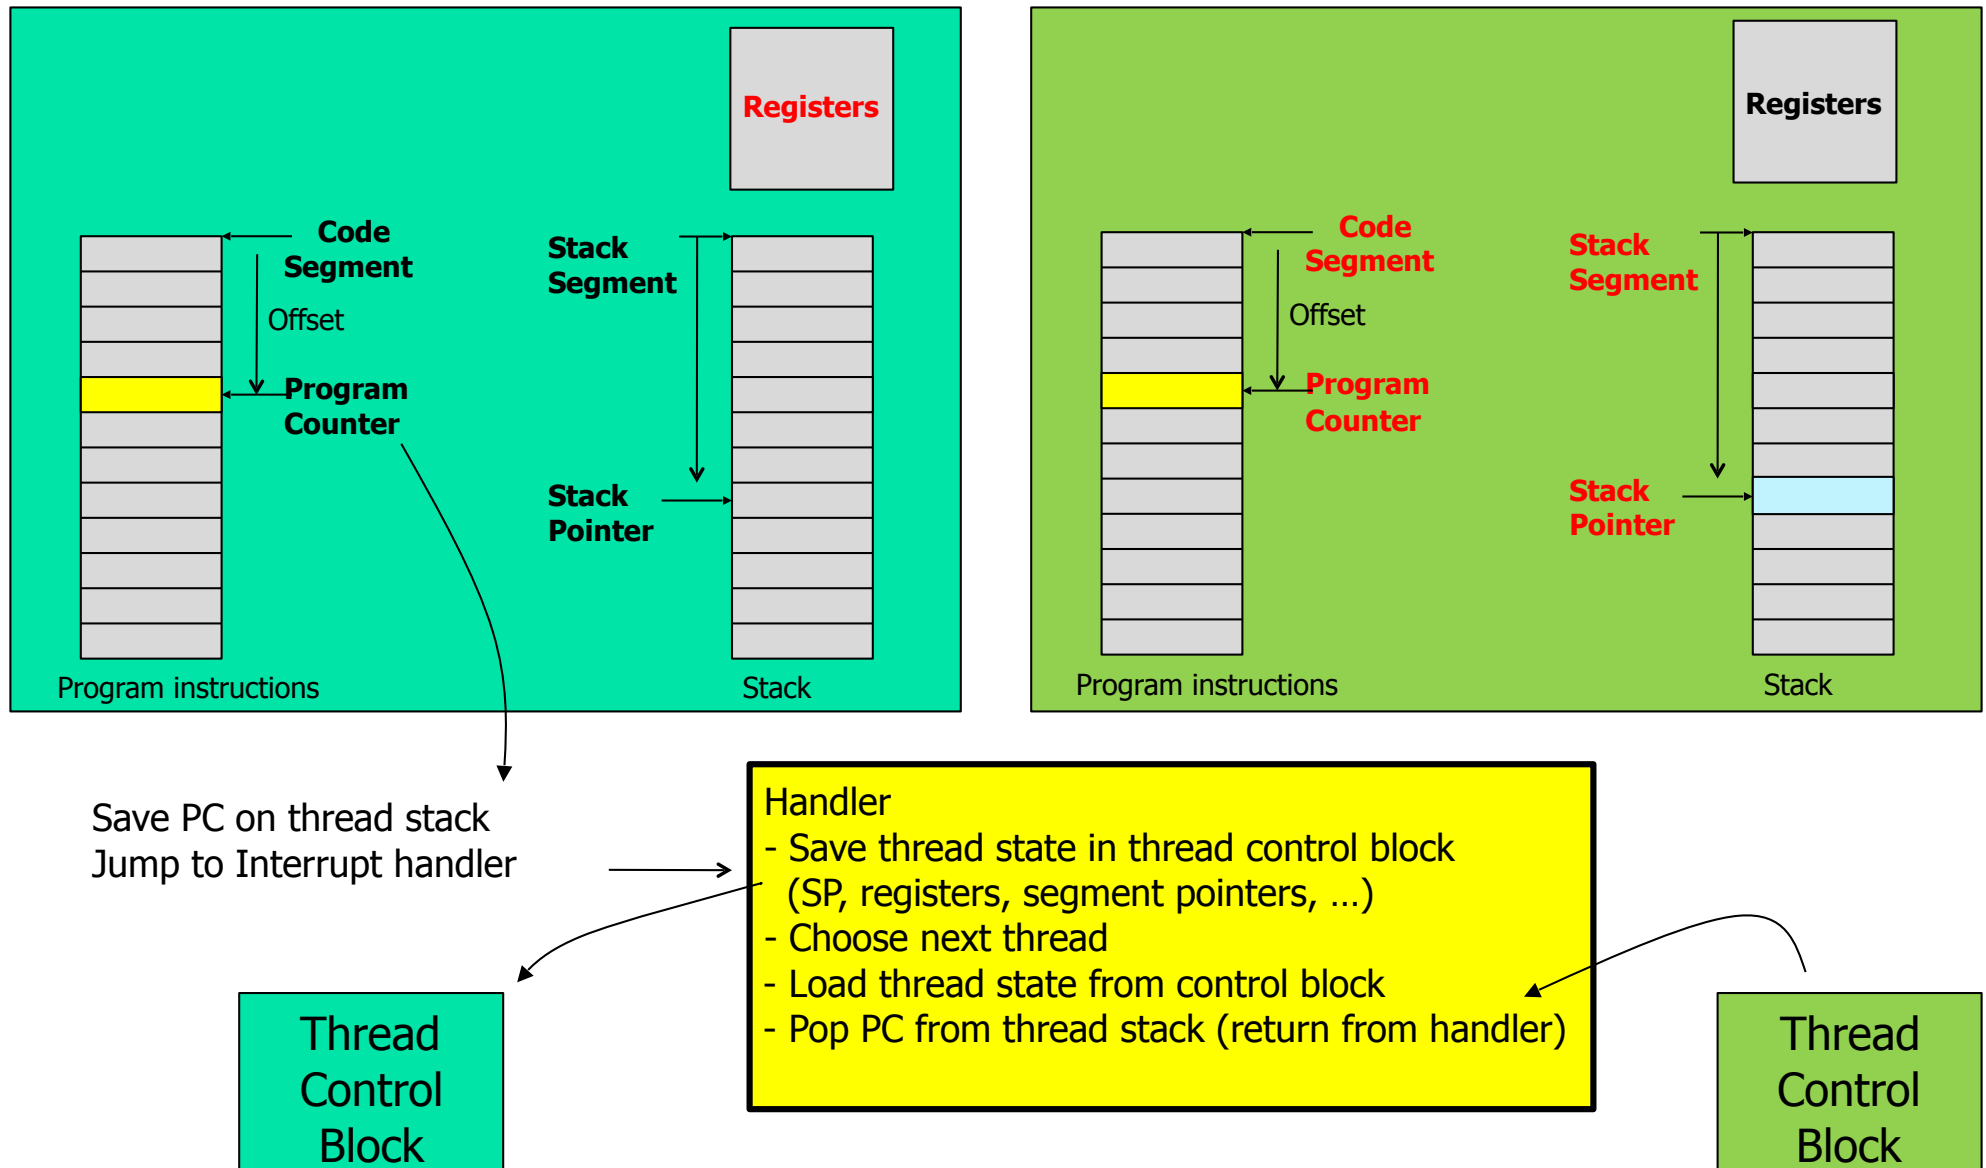 Registers
Code
Segment
Offset
Program
Counter
Stack
Segment
Stack
Pointer
Program instructions
Stack
Registers
Code
Segment
Offset
Program
Counter
Stack
Segment
Stack
Pointer
Program instructions
Stack
Save PC on thread stack
Jump to Interrupt handler
Handler
- Save thread state in thread control block
(SP, registers, segment pointers, …)
- Choose next thread
- Load thread state from control block
- Pop PC from thread stack (return from handler)
Thread
Control
Block
Thread
Control
Block